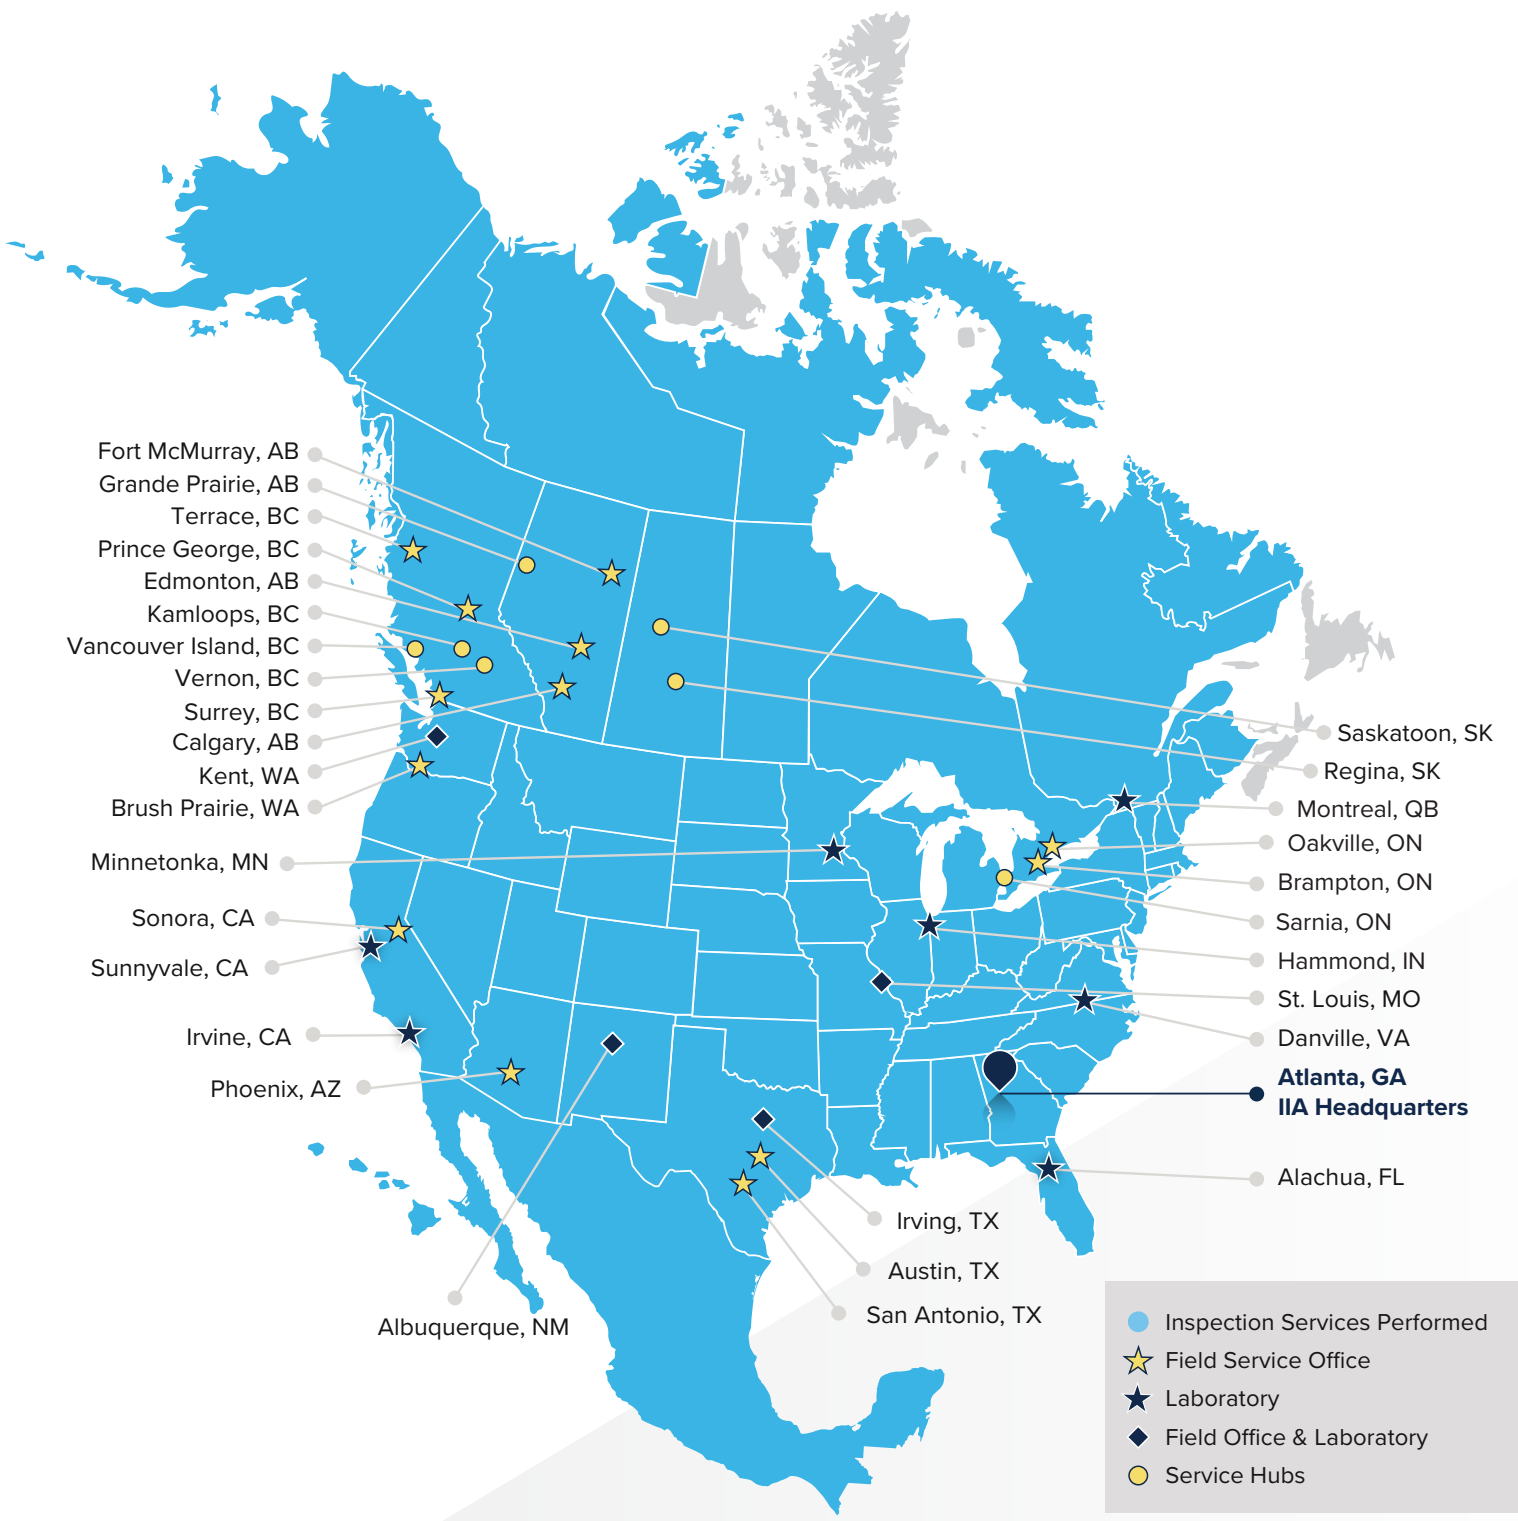 Fort McMurray, AB
Grande Prairie, AB
Terrace, BC
Prince George, BC
Edmonton, AB
Kamloops, BC
Vancouver Island, BC
Vernon, BC
Surrey, BC
Calgary, AB
Kent, WA
Brush Prairie, WA
Minnetonka, MN
Sonora, CA
Sunnyvale, CA
Irvine, CA
Phoenix, AZ
Albuquerque, NM
Saskatoon, SK
Regina, SK
Montreal, QB
Oakville, ON
Brampton, ON
Sarnia, ON
Hammond, IN
St. Louis, MO
Danville, VA
Atlanta, GA
IIA Headquarters
Alachua, FL
Irving, TX
Austin, TX
San Antonio, TX
Inspection Services Performed
Field Service Office
Laboratory
Field Office & Laboratory
Service Hubs